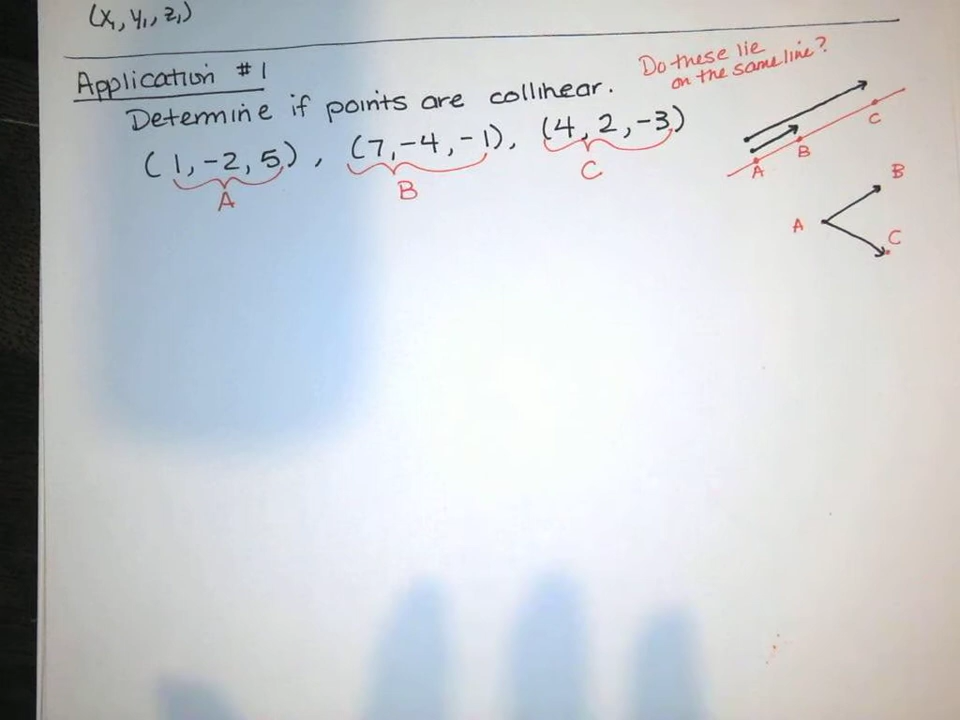 (x₁, y₁, z₁)
Application #1
Do these lie
on the same line?
Determine if points are collinear.
(1, -2, 5), (7, -4, -1), (4, 2, -3)
A B C
A B C
B
A
C